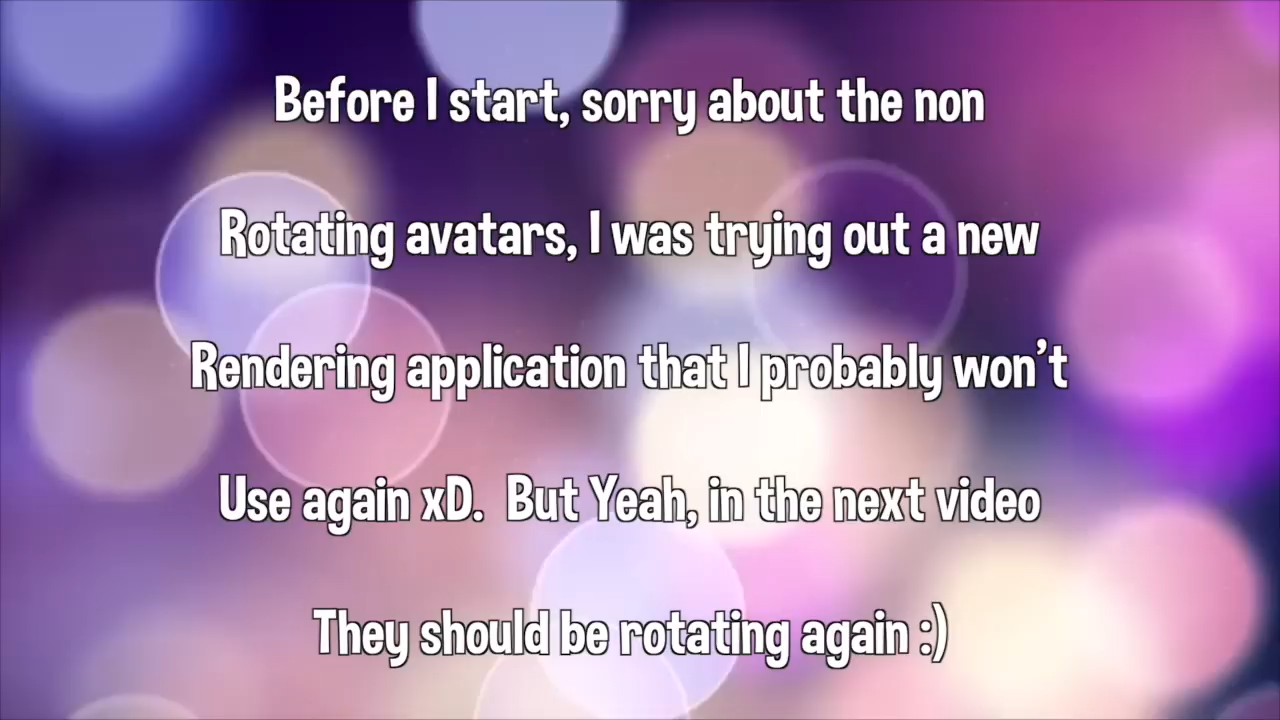 Before I start, sorry about the non
Rotating avatars, I was trying out a new
Rendering application that I probably won't
Use again xD.  But Yeah, in the next video
They should be rotating again :)